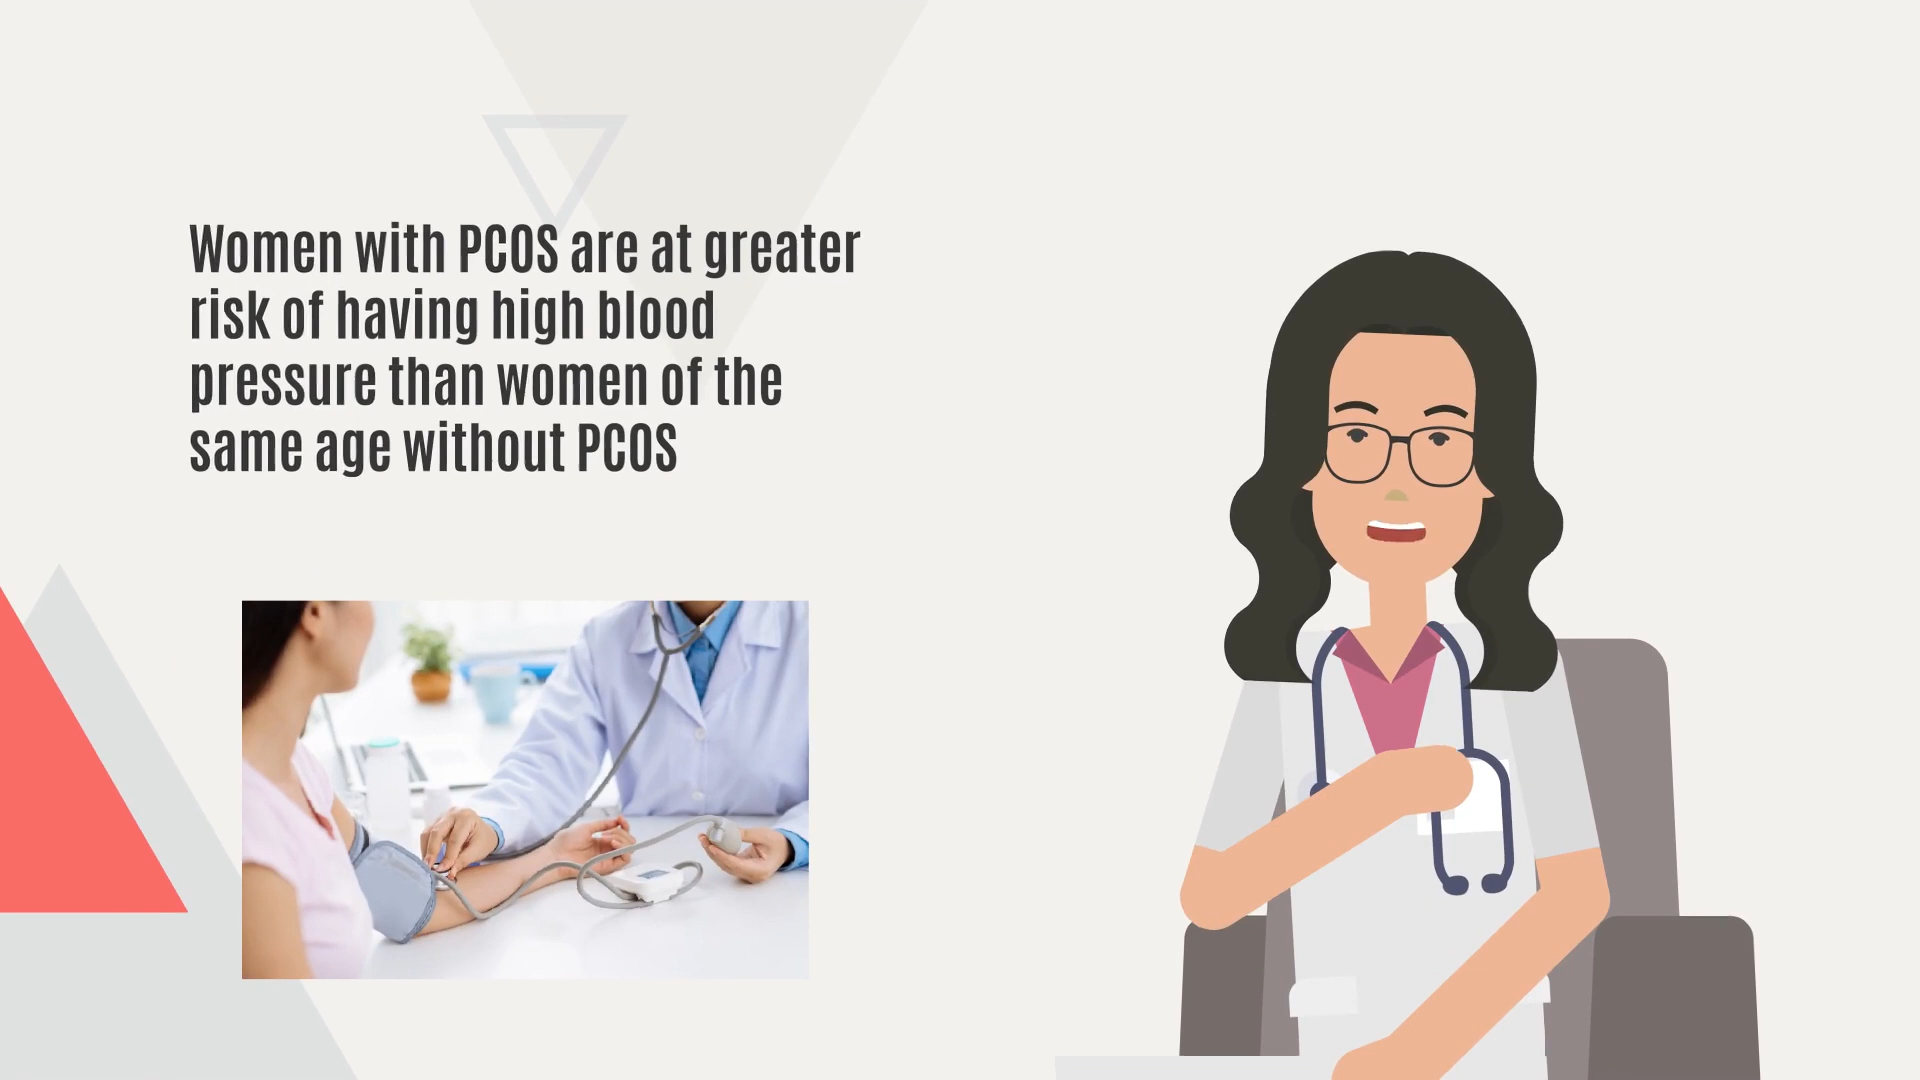 Women with PCOS are at greater
risk of having high blood
pressure than women of the
same age without PCOS